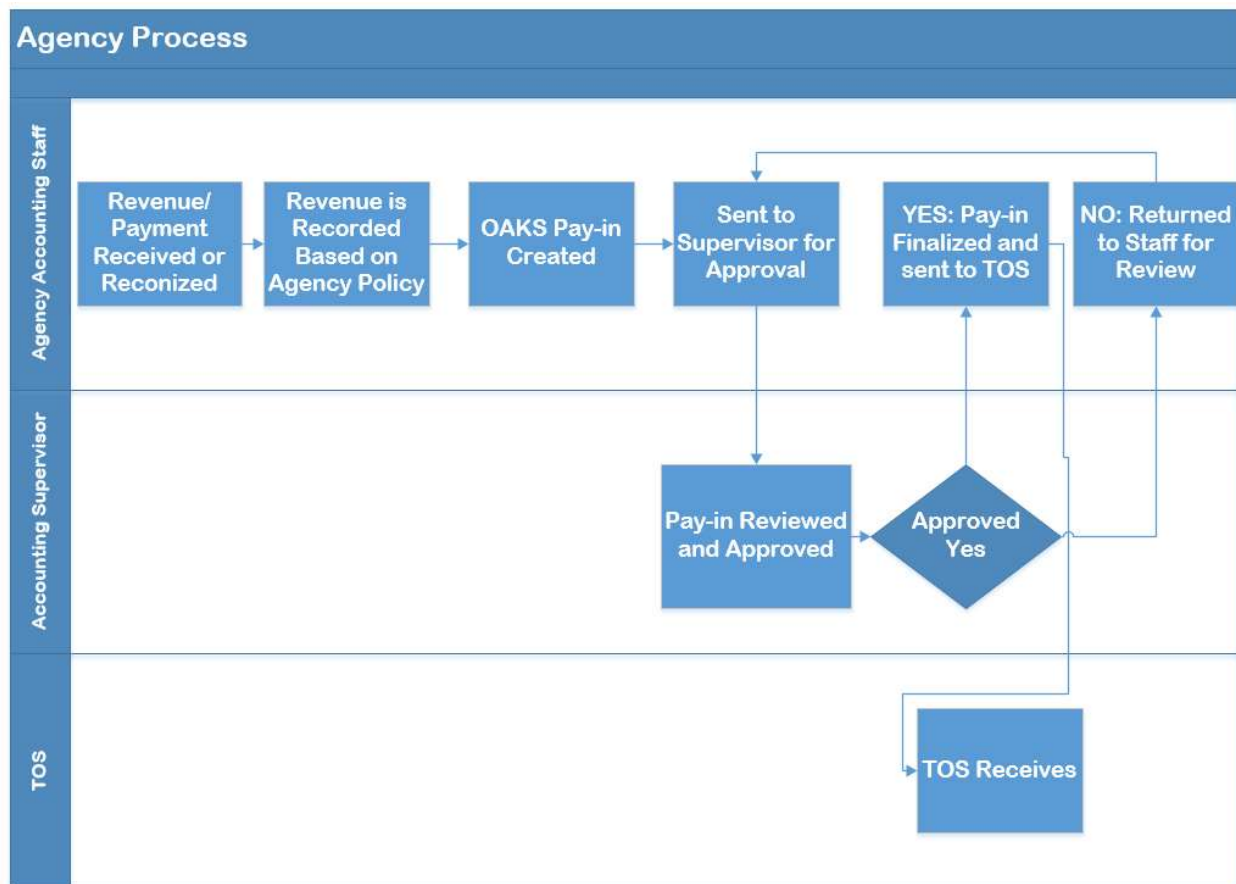 Agency Process
Agency Accounting Staff
Revenue/
Payment
Received or
Reconized
Revenue is
Recorded
Based on
Agency Policy
OAKS Pay-in
Created
Sent to
Supervisor for
Approval
YES: Pay-in
Finalized and
sent to TOS
NO: Returned
to Staff for
Review
Accounting Supervisor
Pay-in Reviewed
and Approved
Approved
Yes
TOS
TOS Receives